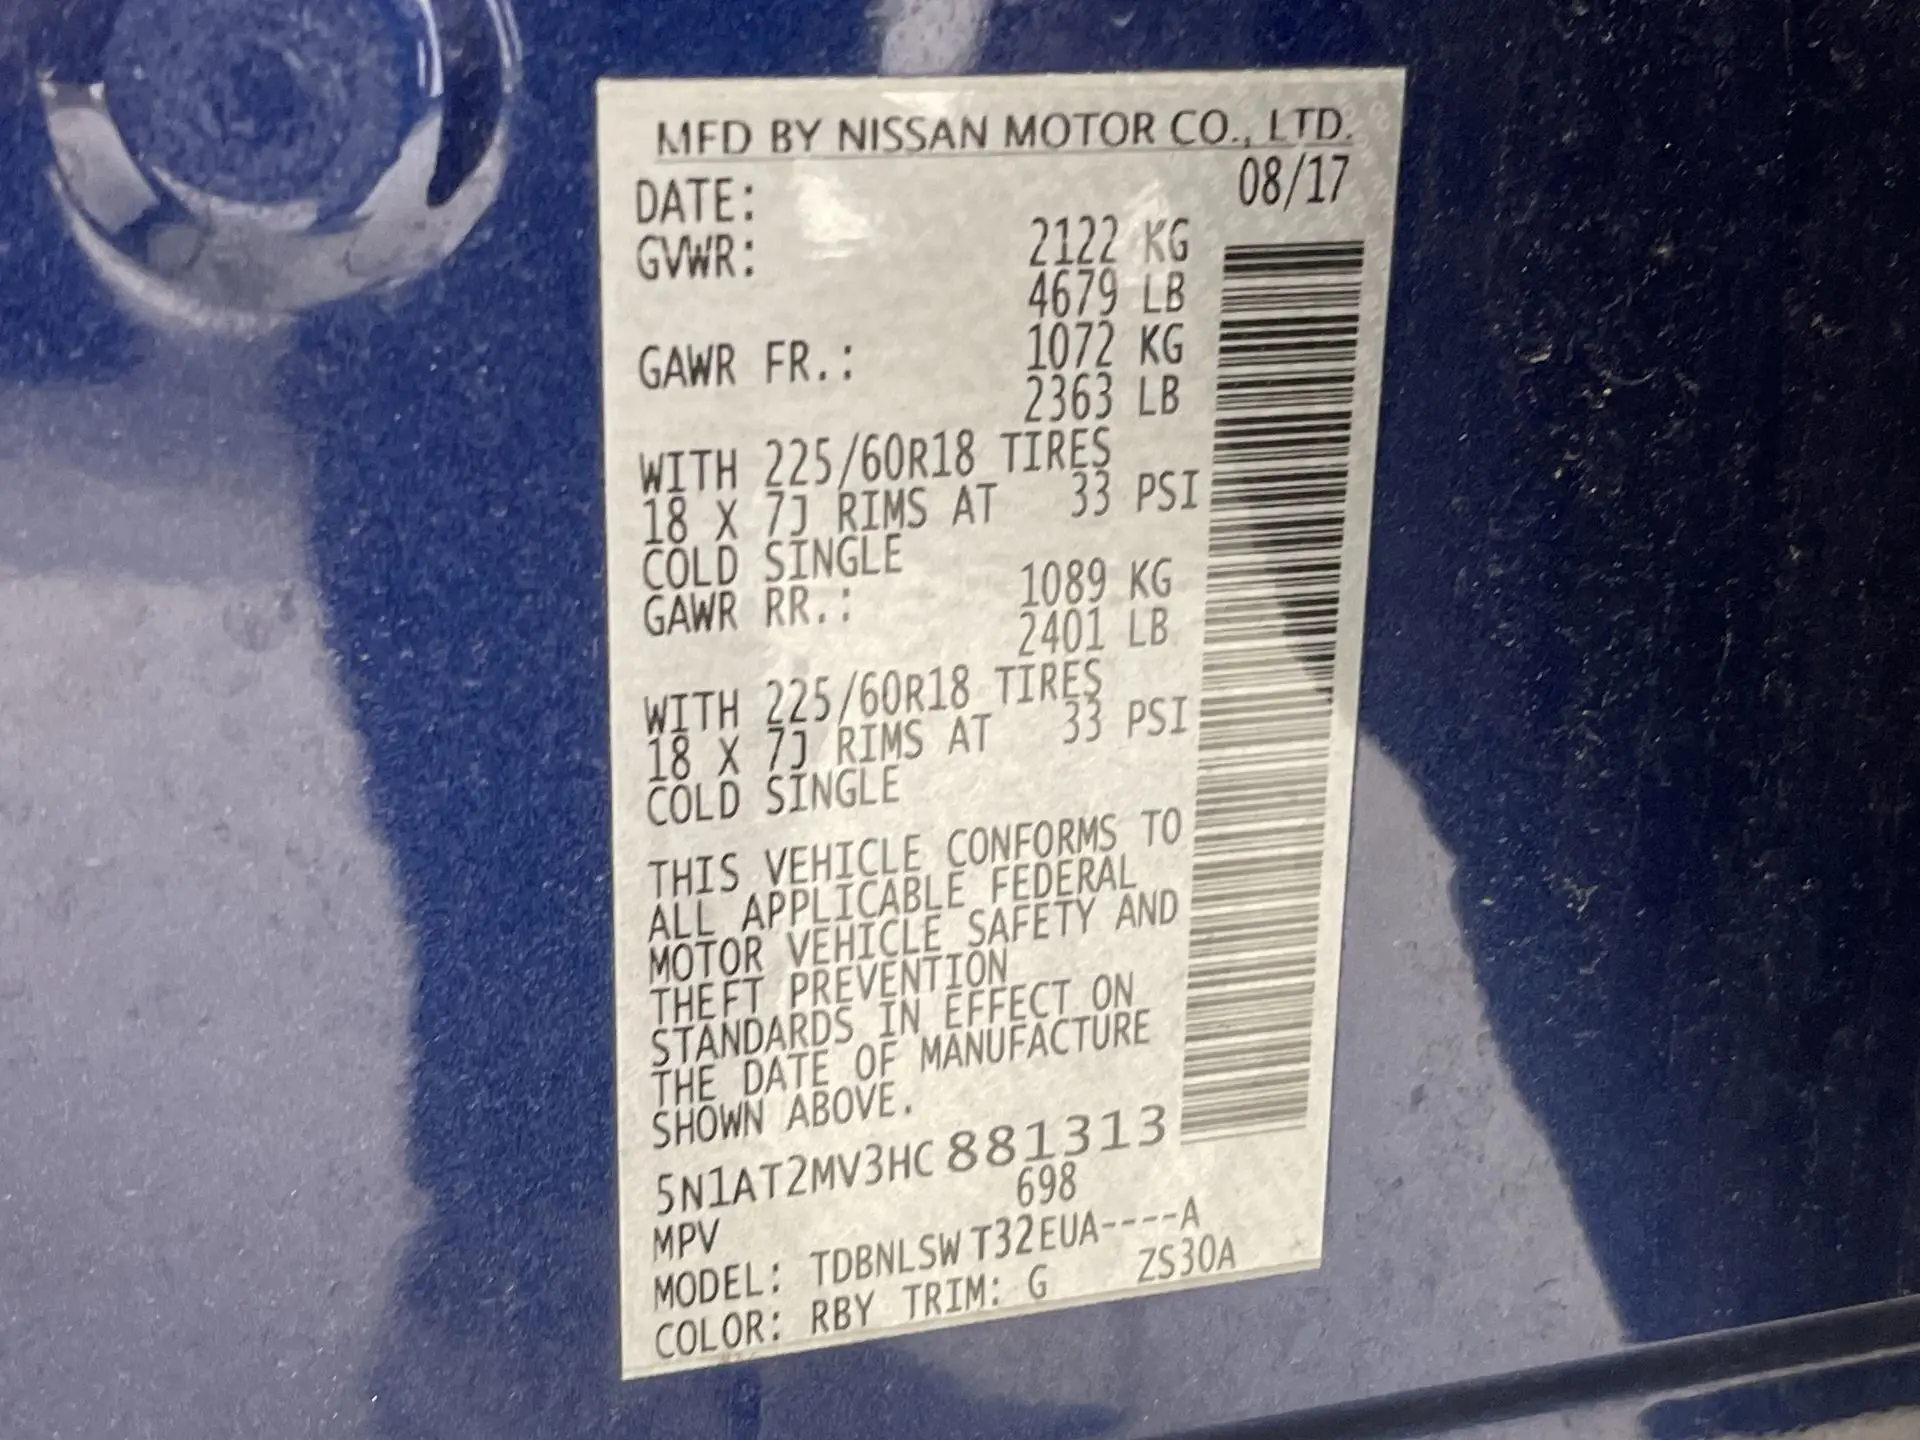 MFD BY NISSAN MOTOR CO., LTD.
DATE: 08/17
GVWR: 2122 KG
4679 LB
GAWR FR.: 1072 KG
2363 LB
WITH 225/60R18 TIRES
18 X 7J RIMS AT 33 PSI
COLD SINGLE
GAWR RR.: 1089 KG
2401 LB
WITH 225/60R18 TIRES
18 X 7J RIMS AT 33 PSI
COLD SINGLE
THIS VEHICLE CONFORMS TO
ALL APPLICABLE FEDERAL
MOTOR VEHICLE SAFETY AND
THEFT PREVENTION
STANDARDS IN EFFECT ON
THE DATE OF MANUFACTURE
SHOWN ABOVE.
5N1AT2MV3HC881313
MPV 698
MODEL: TDBNLSW T32EUA----A
COLOR: RBY TRIM: G ZS30A